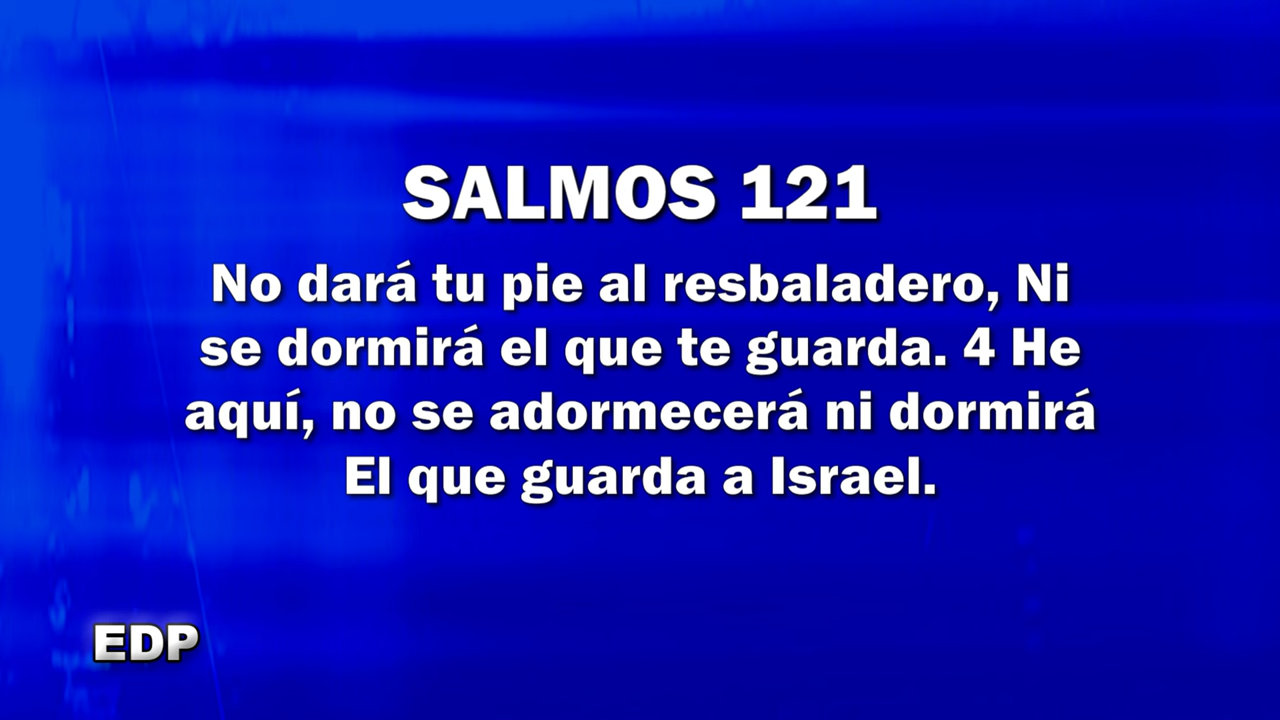 SALMOS 121
No dará tu pie al resbaladero, Ni
se dormirá el que te guarda. 4 He
aquí, no se adormecerá ni dormirá
El que guarda a Israel.
EDP